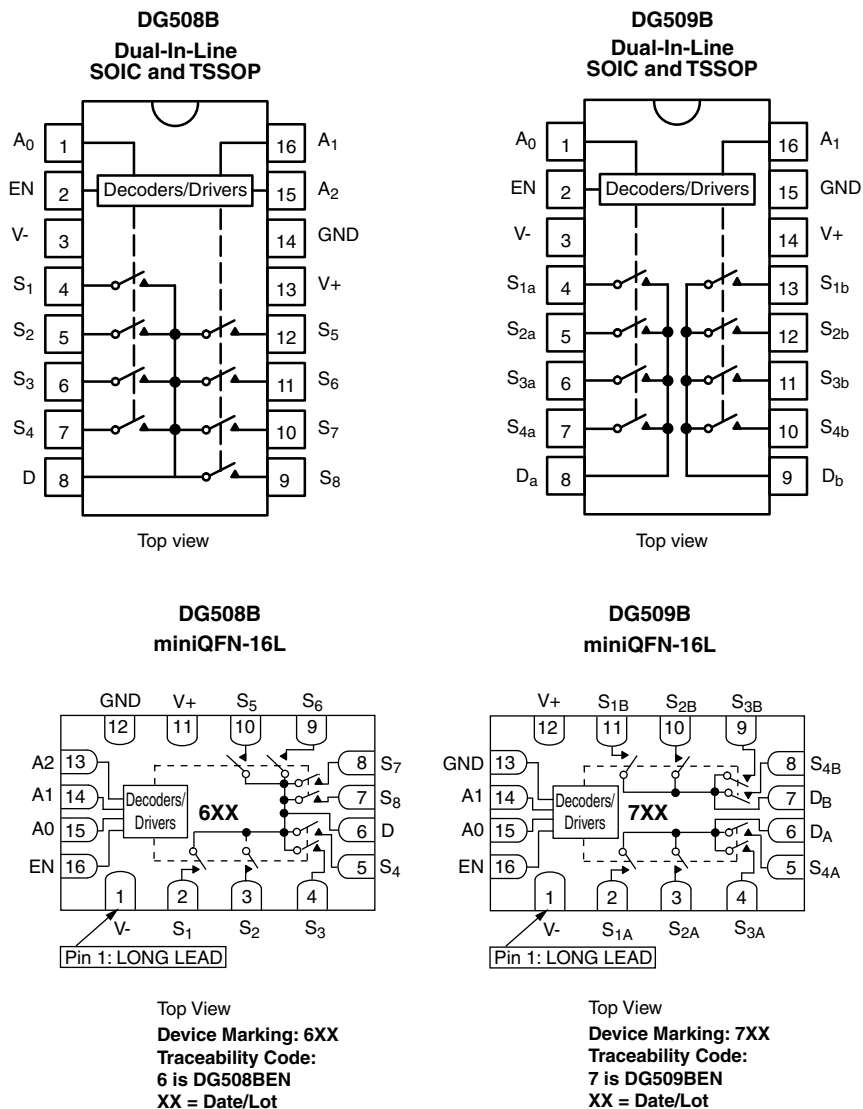 DG508B
Dual-In-Line
SOIC and TSSOP
A0 1 16 A1
EN 2 Decoders/Drivers 15 A2
V- 3 14 GND
S1 4 13 V+
S2 5 12 S5
S3 6 11 S6
S4 7 10 S7
D 8 9 S8
Top view
DG509B
Dual-In-Line
SOIC and TSSOP
A0 1 16 A1
EN 2 Decoders/Drivers 15 GND
V- 3 14 V+
S1a 4 13 S1b
S2a 5 12 S2b
S3a 6 11 S3b
S4a 7 10 S4b
Da 8 9 Db
Top view
DG508B
miniQFN-16L
GND V+ S5 S6
12 11 10 9
A2 13 8 S7
A1 14 7 S8
Decoders/
Drivers
6XX
A0 15 6 D
EN 16 5 S4
1 2 3 4
V- S1 S2 S3
Pin 1: LONG LEAD
Top View
Device Marking: 6XX
Traceability Code:
6 is DG508BEN
XX = Date/Lot
DG509B
miniQFN-16L
V+ S1B S2B S3B
12 11 10 9
GND 13 8 S4B
A1 14 7 DB
Decoders/
Drivers
7XX
A0 15 6 DA
EN 16 5 S4A
1 2 3 4
V- S1A S2A S3A
Pin 1: LONG LEAD
Top View
Device Marking: 7XX
Traceability Code:
7 is DG509BEN
XX = Date/Lot